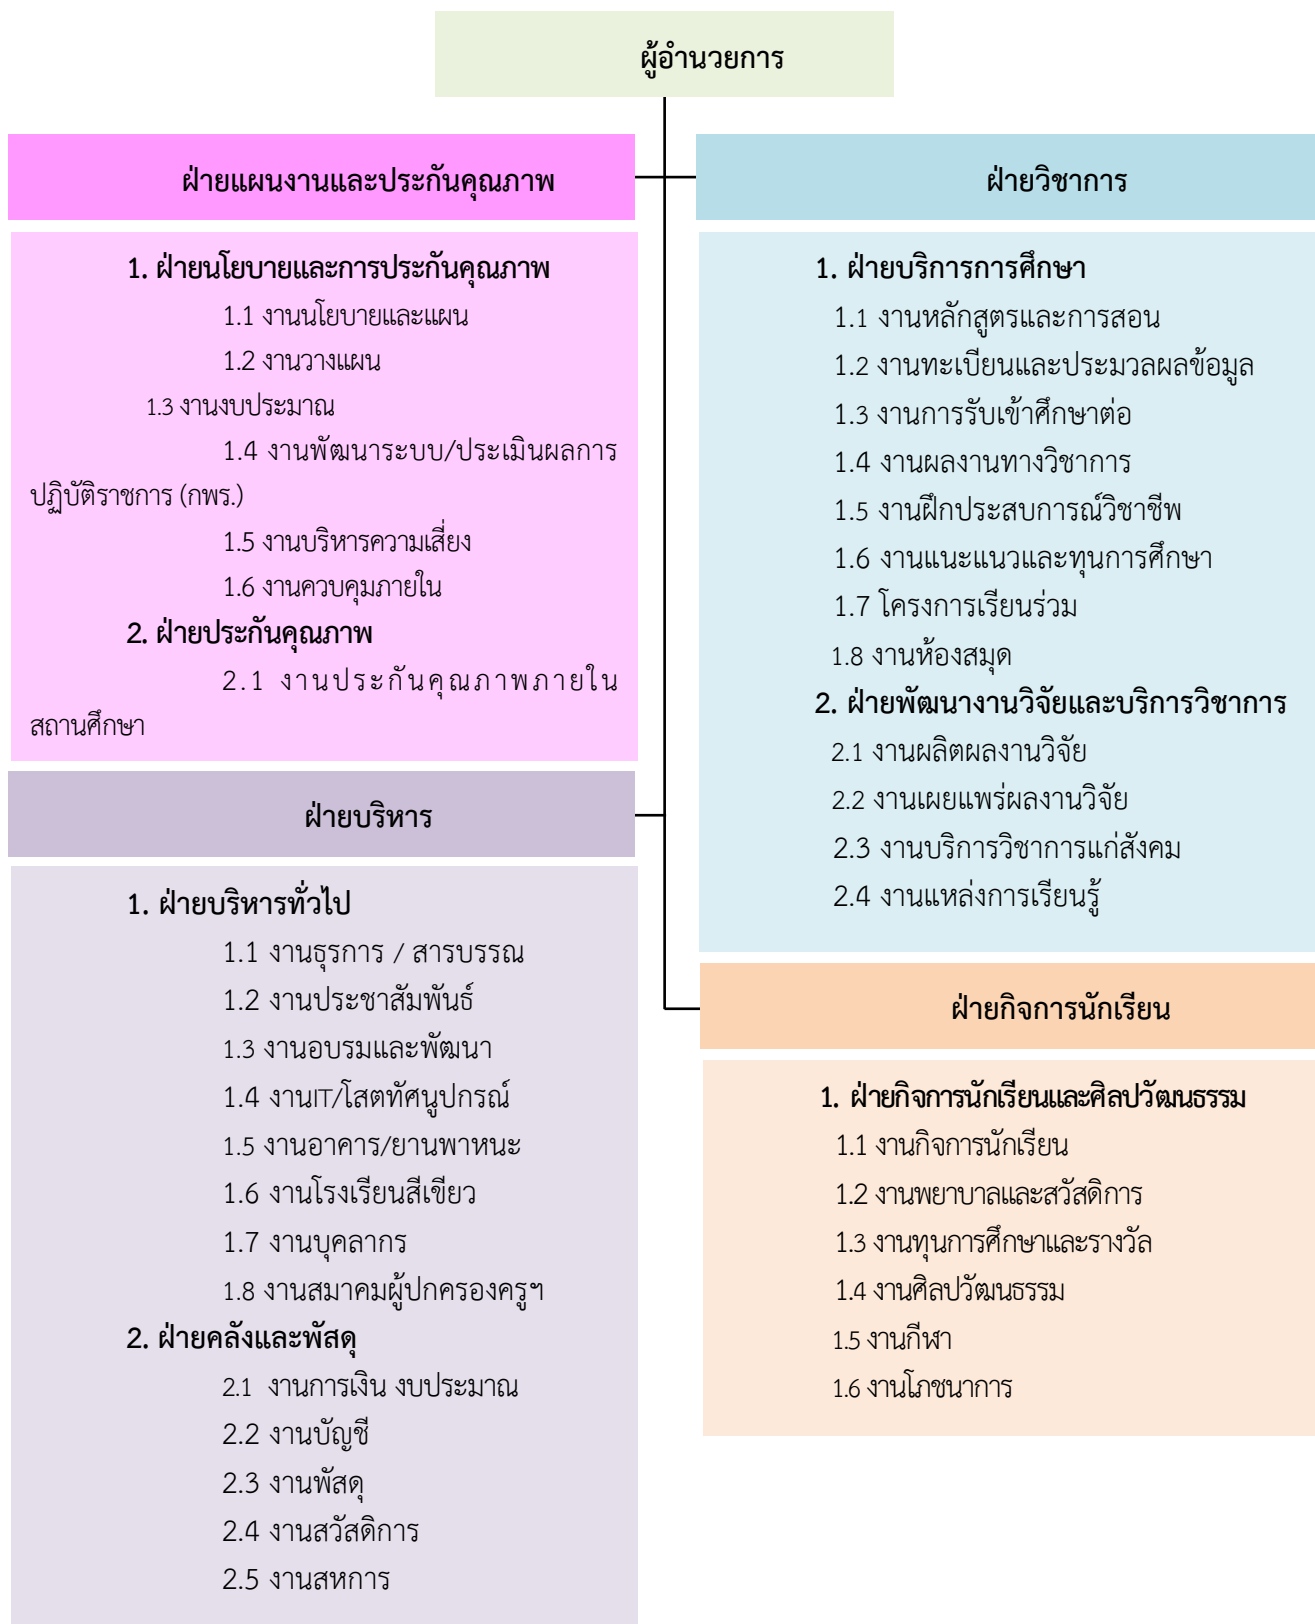 ผู้อำนวยการ
ฝ่ายแผนงานและประกันคุณภาพ
1. ฝ่ายนโยบายและการประกันคุณภาพ
1.1 งานนโยบายและแผน
1.2 งานวางแผน
1.3 งานงบประมาณ
1.4 งานพัฒนาระบบ/ประเมินผลการ
ปฏิบัติราชการ (กพร.)
1.5 งานบริหารความเสี่ยง
1.6 งานควบคุมภายใน
2. ฝ่ายประกันคุณภาพ
2.1 งานประกันคุณภาพภายใน
สถานศึกษา
ฝ่ายบริหาร
1. ฝ่ายบริหารทั่วไป
1.1 งานธุรการ / สารบรรณ
1.2 งานประชาสัมพันธ์
1.3 งานอบรมและพัฒนา
1.4 งานIT/โสตทัศนูปกรณ์
1.5 งานอาคาร/ยานพาหนะ
1.6 งานโรงเรียนสีเขียว
1.7 งานบุคลากร
1.8 งานสมาคมผู้ปกครองครูฯ
2. ฝ่ายคลังและพัสดุ
2.1 งานการเงิน งบประมาณ
2.2 งานบัญชี
2.3 งานพัสดุ
2.4 งานสวัสดิการ
2.5 งานสหการ
ฝ่ายวิชาการ
1. ฝ่ายบริการการศึกษา
1.1 งานหลักสูตรและการสอน
1.2 งานทะเบียนและประมวลผลข้อมูล
1.3 งานการรับเข้าศึกษาต่อ
1.4 งานผลงานทางวิชาการ
1.5 งานฝึกประสบการณ์วิชาชีพ
1.6 งานแนะแนวและทุนการศึกษา
1.7 โครงการเรียนร่วม
1.8 งานห้องสมุด
2. ฝ่ายพัฒนางานวิจัยและบริการวิชาการ
2.1 งานผลิตผลงานวิจัย
2.2 งานเผยแพร่ผลงานวิจัย
2.3 งานบริการวิชาการแก่สังคม
2.4 งานแหล่งการเรียนรู้
ฝ่ายกิจการนักเรียน
1. ฝ่ายกิจการนักเรียนและศิลปวัฒนธรรม
1.1 งานกิจการนักเรียน
1.2 งานพยาบาลและสวัสดิการ
1.3 งานทุนการศึกษาและรางวัล
1.4 งานศิลปวัฒนธรรม
1.5 งานกีฬา
1.6 งานโภชนาการ